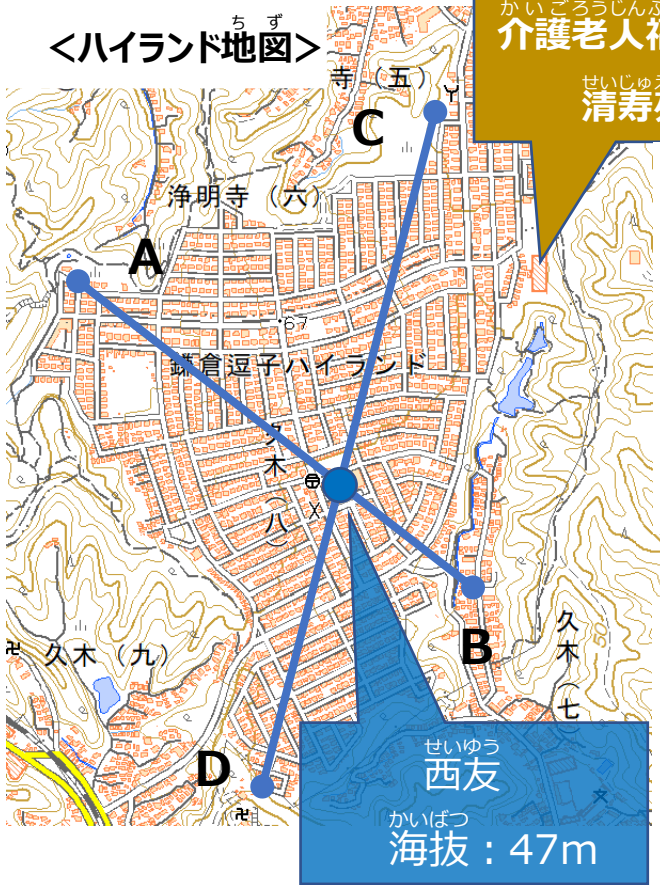 ちず
<ハイランド地図>
かいごろうじんふ
介護老人福
せいじゅ
清寿
寺（五）
C
浄明寺（六）
A
67
鎌倉逗子ハイランド
久木（八）
B
久木（七
久木（九）
50
D
せいゆう
西友
かいばつ
海抜：47m